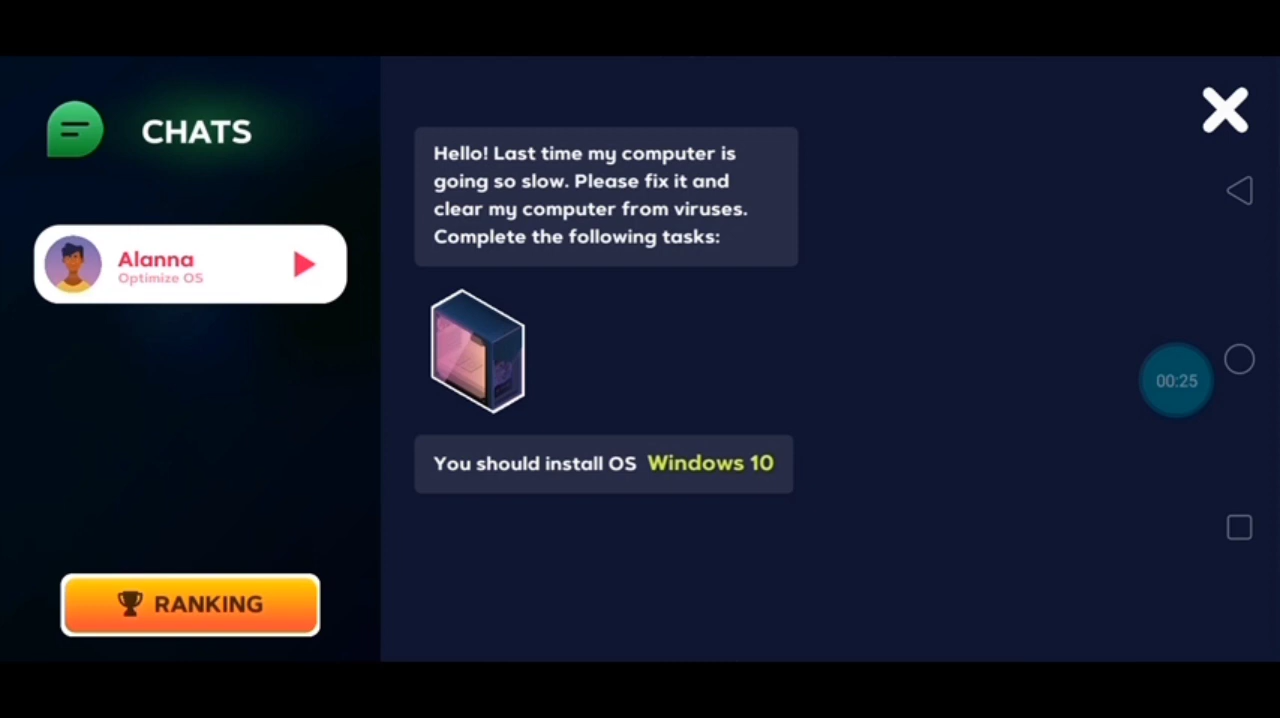 CHATS
Alanna
Optimize OS
RANKING
Hello! Last time my computer is
going so slow. Please fix it and
clear my computer from viruses.
Complete the following tasks:
You should install OS Windows 10
00:25